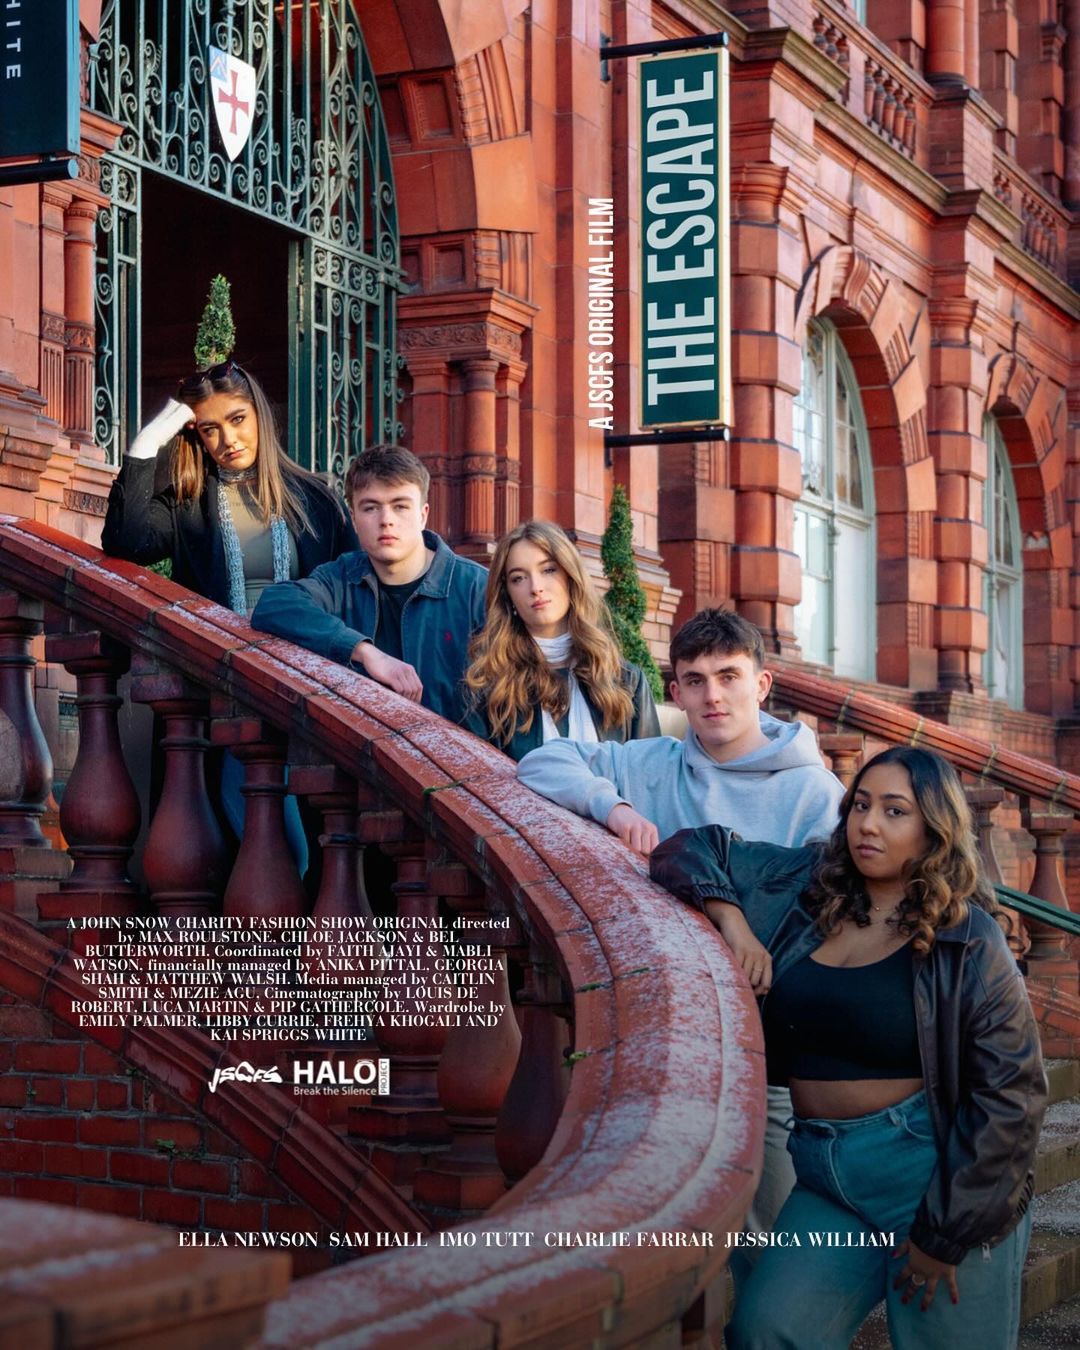 HITE
THE ESCAPE
A JSCFS ORIGINAL FILM
A JOHN SNOW CHARITY FASHION SHOW ORIGINAL directed
by MAX ROULSTONE, CHLOE JACKSON & BEL
BUTTERWORTH, Coordinated by FAITH AJAYI & MABLI
WATSON, financially managed by ANIKA PITTAL, GEORGIA
SHAH & MATTHEW WALSH. Media managed by CAITLIN
SMITH & MEZIE AGU, Cinematography by LOUIS DE
ROBERT, LUCA MARTIN & PIP GATHERCOLE. Wardrobe by
EMILY PALMER, LIBBY CURRIE, FREHYA KHOGALI AND
KAI SPRIGGS WHITE
JSCFS HALO PROJECT
Break the Silence
ELLA NEWSON SAM HALL IMO TUTT CHARLIE FARRAR JESSICA WILLIAM